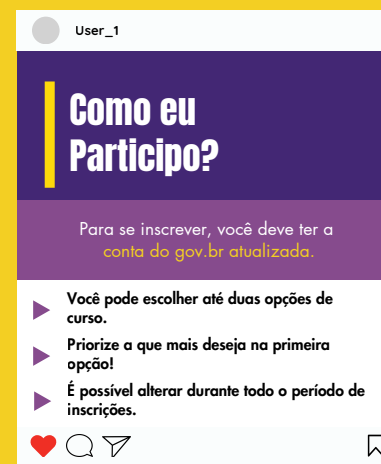 User_1
Como eu
Participo?
Para se inscrever, você deve ter a
conta do gov.br atualizada.
Você pode escolher até duas opções de
curso.
Priorize a que mais deseja na primeira
opção!
É possível alterar durante todo o período de
inscrições.